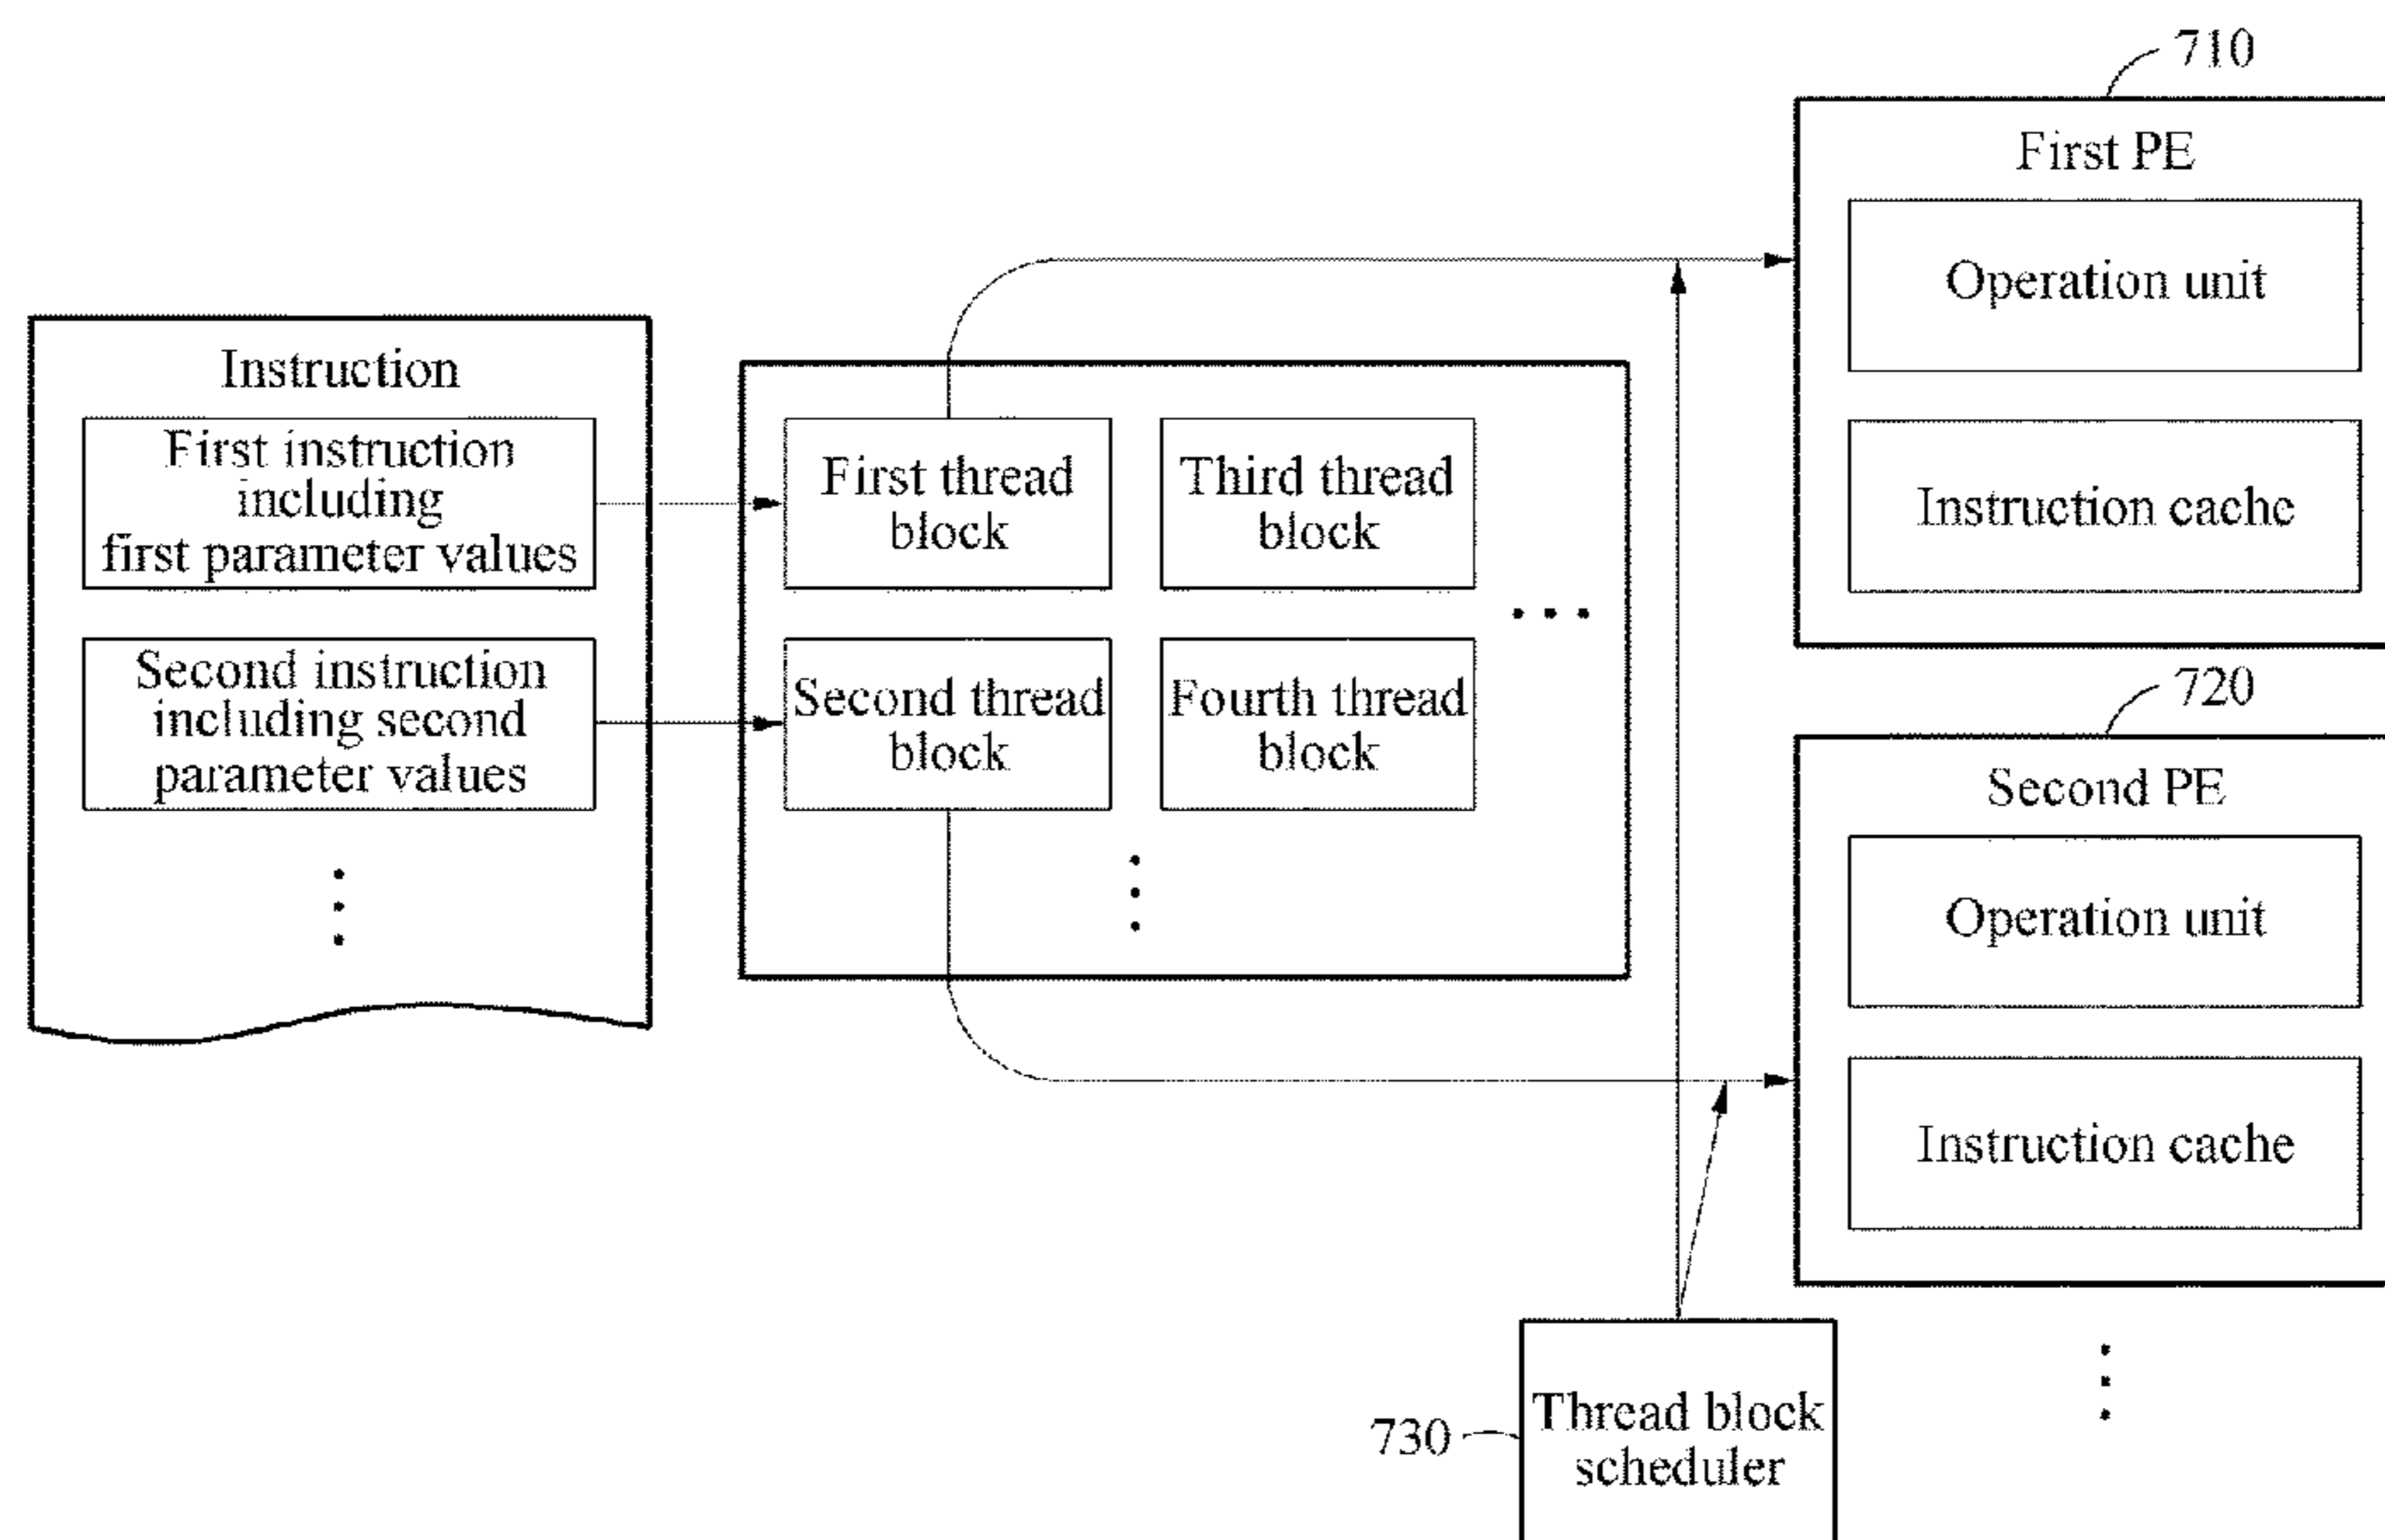 710
First PE
Operation unit
Instruction cache
Instruction
First instruction
including
first parameter values
Second instruction
including second
parameter values
First thread
block
Third thread
block
Second thread
block
Fourth thread
block
720
Second PE
Operation unit
Instruction cache
730
Thread block
scheduler